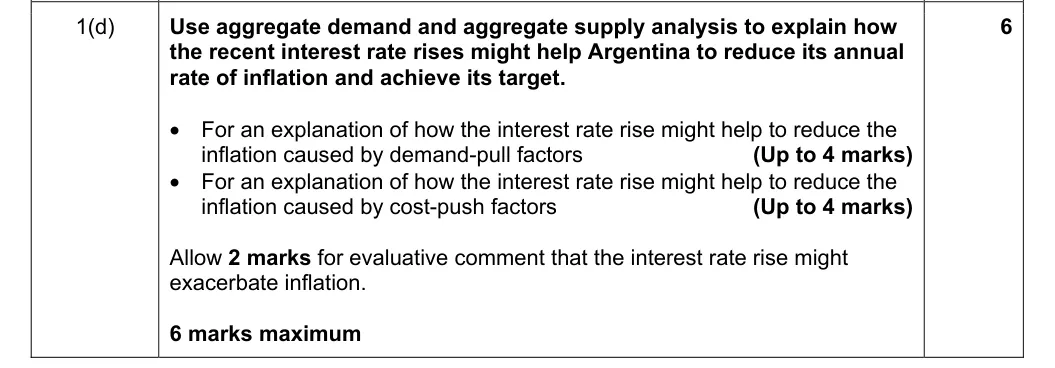 1(d) Use aggregate demand and aggregate supply analysis to explain how 6
the recent interest rate rises might help Argentina to reduce its annual
rate of inflation and achieve its target.
• For an explanation of how the interest rate rise might help to reduce the
inflation caused by demand-pull factors (Up to 4 marks)
• For an explanation of how the interest rate rise might help to reduce the
inflation caused by cost-push factors (Up to 4 marks)
Allow 2 marks for evaluative comment that the interest rate rise might
exacerbate inflation.
6 marks maximum